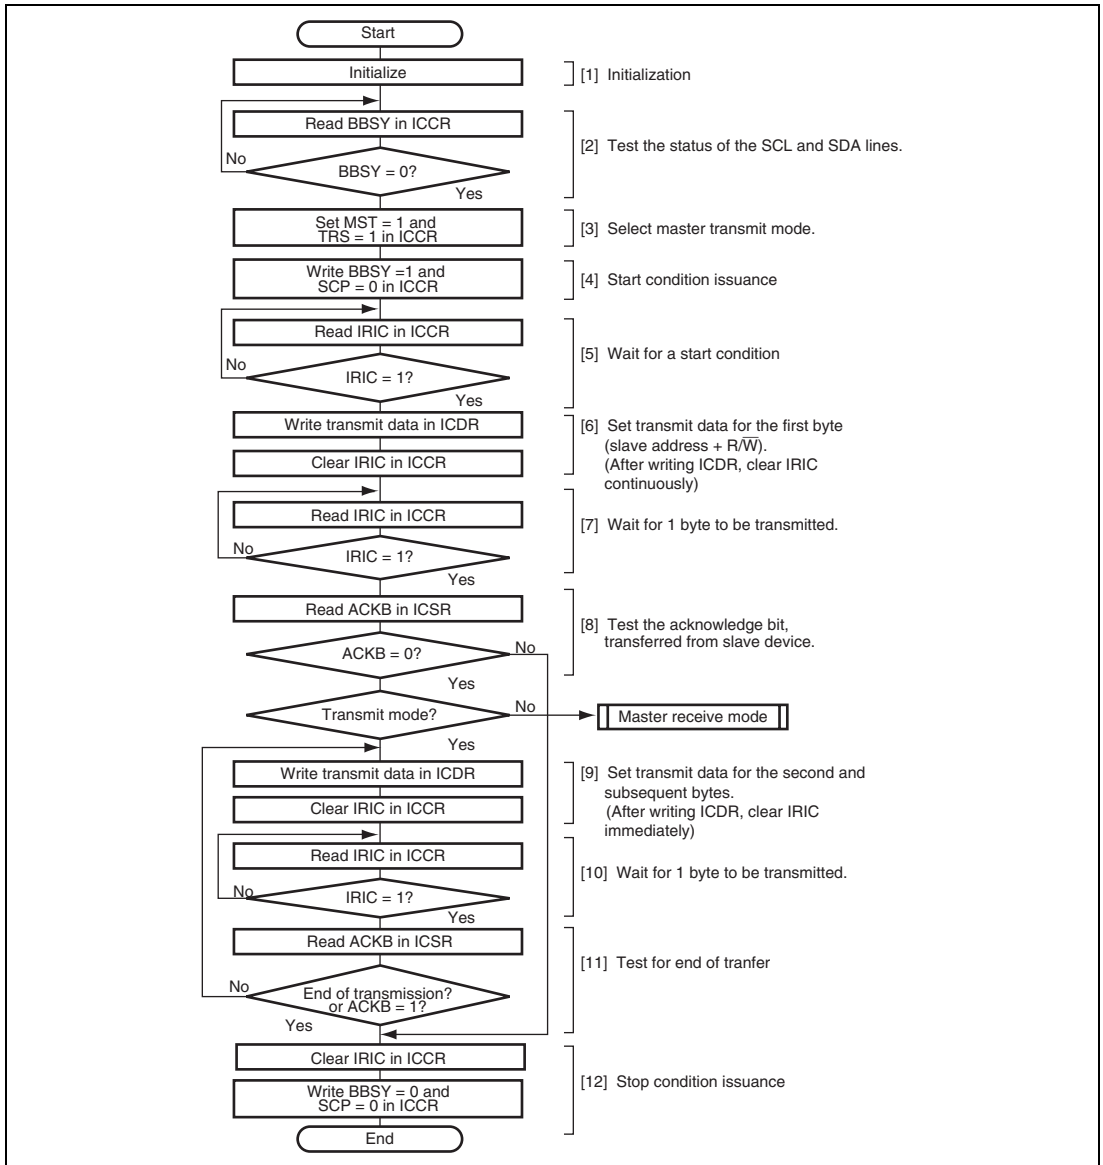 Start
Initialize
[1] Initialization
Read BBSY in ICCR
[2] Test the status of the SCL and SDA lines.
No
BBSY = 0?
Yes
Set MST = 1 and
TRS = 1 in ICCR
[3] Select master transmit mode.
Write BBSY =1 and
SCP = 0 in ICCR
[4] Start condition issuance
Read IRIC in ICCR
[5] Wait for a start condition
No
IRIC = 1?
Yes
Write transmit data in ICDR
Clear IRIC in ICCR
[6] Set transmit data for the first byte
(slave address + R/W̅).
(After writing ICDR, clear IRIC
continuously)
Read IRIC in ICCR
[7] Wait for 1 byte to be transmitted.
No
IRIC = 1?
Yes
Read ACKB in ICSR
[8] Test the acknowledge bit,
transferred from slave device.
ACKB = 0?
No
Yes
Transmit mode?
No
Master receive mode
Yes
Write transmit data in ICDR
Clear IRIC in ICCR
[9] Set transmit data for the second and
subsequent bytes.
(After writing ICDR, clear IRIC
immediately)
Read IRIC in ICCR
[10] Wait for 1 byte to be transmitted.
No
IRIC = 1?
Yes
Read ACKB in ICSR
[11] Test for end of tranfer
No
End of transmission?
or ACKB = 1?
Yes
Clear IRIC in ICCR
[12] Stop condition issuance
Write BBSY = 0 and
SCP = 0 in ICCR
End